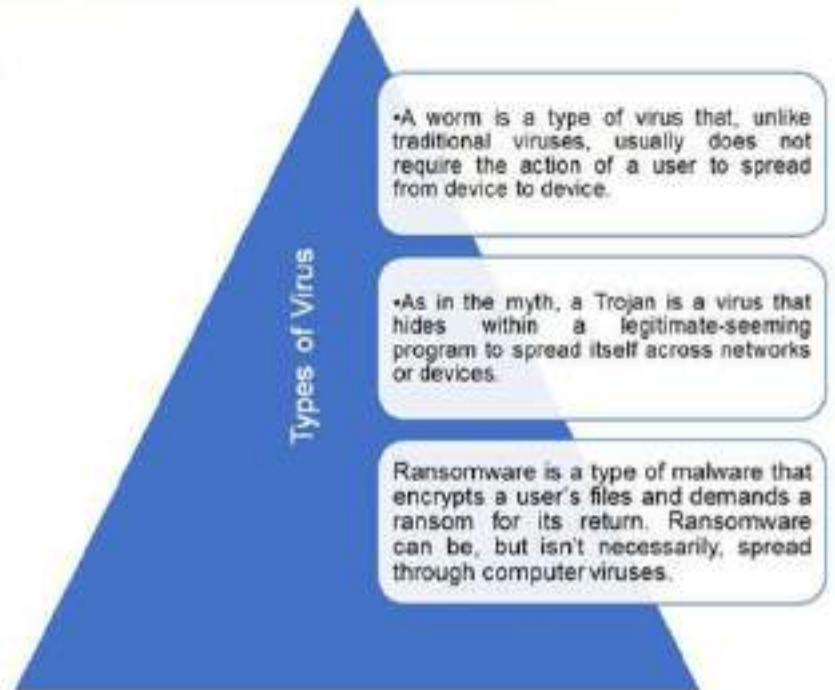 Types of Virus
•A worm is a type of virus that, unlike
traditional viruses, usually does not
require the action of a user to spread
from device to device.
•As in the myth, a Trojan is a virus that
hides within a legitimate-seeming
program to spread itself across networks
or devices.
Ransomware is a type of malware that
encrypts a user's files and demands a
ransom for its return. Ransomware
can be, but isn't necessarily, spread
through computer viruses.